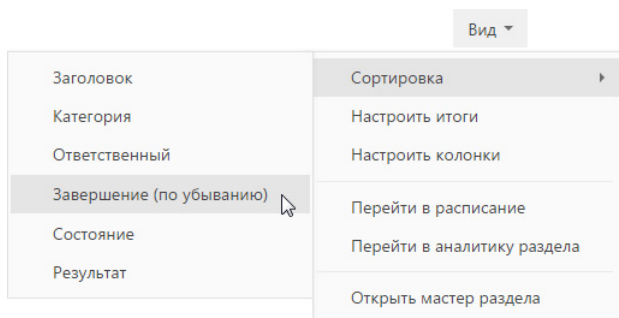 Вид
Сортировка
Настроить итоги
Настроить колонки
Перейти в расписание
Перейти в аналитику раздела
Открыть мастер раздела
Заголовок
Категория
Ответственный
Завершение (по убыванию)
Состояние
Результат